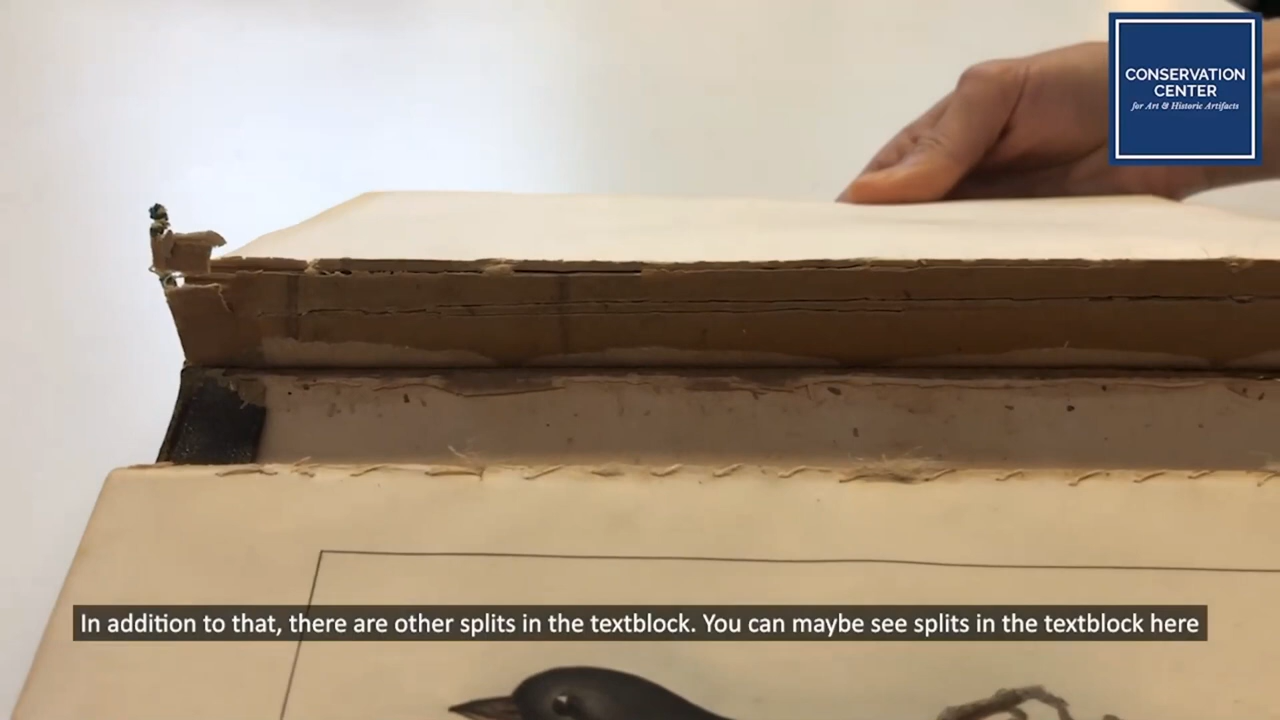 CONSERVATION
CENTER
for Art & Historic Artifacts
In addition to that, there are other splits in the textblock. You can maybe see splits in the textblock here